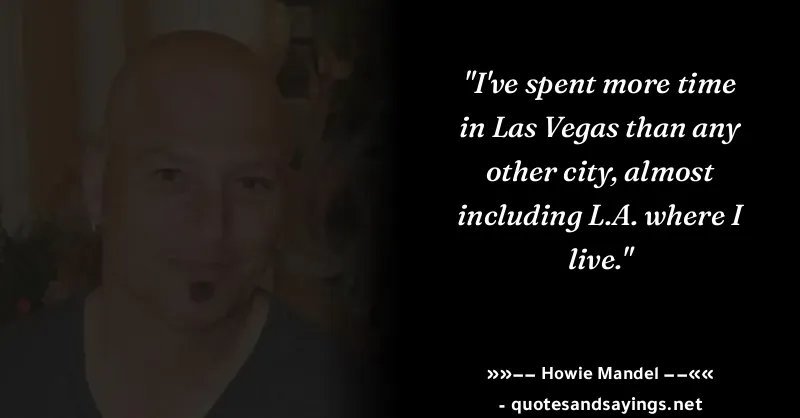 "I've spent more time
in Las Vegas than any
other city, almost
including L.A. where I
live."
»»−− Howie Mandel −−««
- quotesandsayings.net